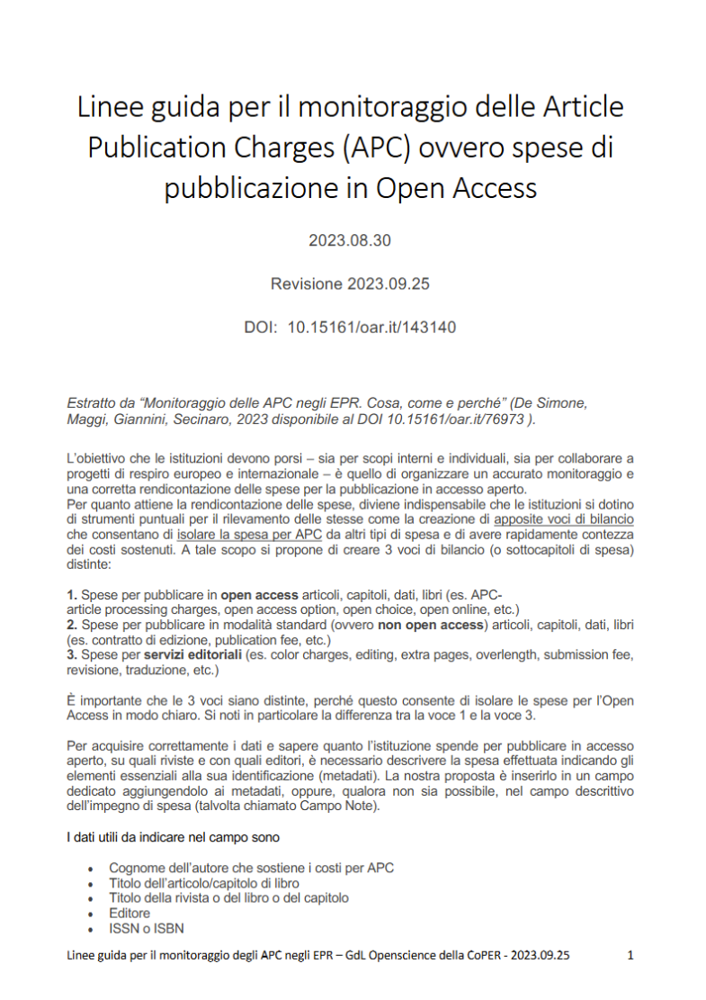 Linee guida per il monitoraggio delle Article
Publication Charges (APC) ovvero spese di
pubblicazione in Open Access
2023.08.30
Revisione 2023.09.25
DOI: 10.15161/oar.it/143140
Estratto da “Monitoraggio delle APC negli EPR. Cosa, come e perché” (De Simone,
Maggi, Giannini, Secinaro, 2023 disponibile al DOI 10.15161/oar.it/76973 ).
L’obiettivo che le istituzioni devono porsi – sia per scopi interni e individuali, sia per collaborare a
progetti di respiro europeo e internazionale – è quello di organizzare un accurato monitoraggio e
una corretta rendicontazione delle spese per la pubblicazione in accesso aperto.
Per quanto attiene la rendicontazione delle spese, diviene indispensabile che le istituzioni si dotino
di strumenti puntuali per il rilevamento delle stesse come la creazione di apposite voci di bilancio
che consentano di isolare la spesa per APC da altri tipi di spesa e di avere rapidamente contezza
dei costi sostenuti. A tale scopo si propone di creare 3 voci di bilancio (o sottocapitoli di spesa)
distinte:
1. Spese per pubblicare in open access articoli, capitoli, dati, libri (es. APC-
article processing charges, open access option, open choice, open online, etc.)
2. Spese per pubblicare in modalità standard (ovvero non open access) articoli, capitoli, dati, libri
(es. contratto di edizione, publication fee, etc.)
3. Spese per servizi editoriali (es. color charges, editing, extra pages, overlength, submission fee,
revisione, traduzione, etc.)
È importante che le 3 voci siano distinte, perché questo consente di isolare le spese per l’Open
Access in modo chiaro. Si noti in particolare la differenza tra la voce 1 e la voce 3.
Per acquisire correttamente i dati e sapere quanto l’istituzione spende per pubblicare in accesso
aperto, su quali riviste e con quali editori, è necessario descrivere la spesa effettuata indicando gli
elementi essenziali alla sua identificazione (metadati). La nostra proposta è inserirlo in un campo
dedicato aggiungendolo ai metadati, oppure, qualora non sia possibile, nel campo descrittivo
dell’impegno di spesa (talvolta chiamato Campo Note).
I dati utili da indicare nel campo sono
• Cognome dell’autore che sostiene i costi per APC
• Titolo dell’articolo/capitolo di libro
• Titolo della rivista o del libro o del capitolo
• Editore
• ISSN o ISBN
Linee guida per il monitoraggio degli APC negli EPR – GdL Openscience della CoPER - 2023.09.25 1